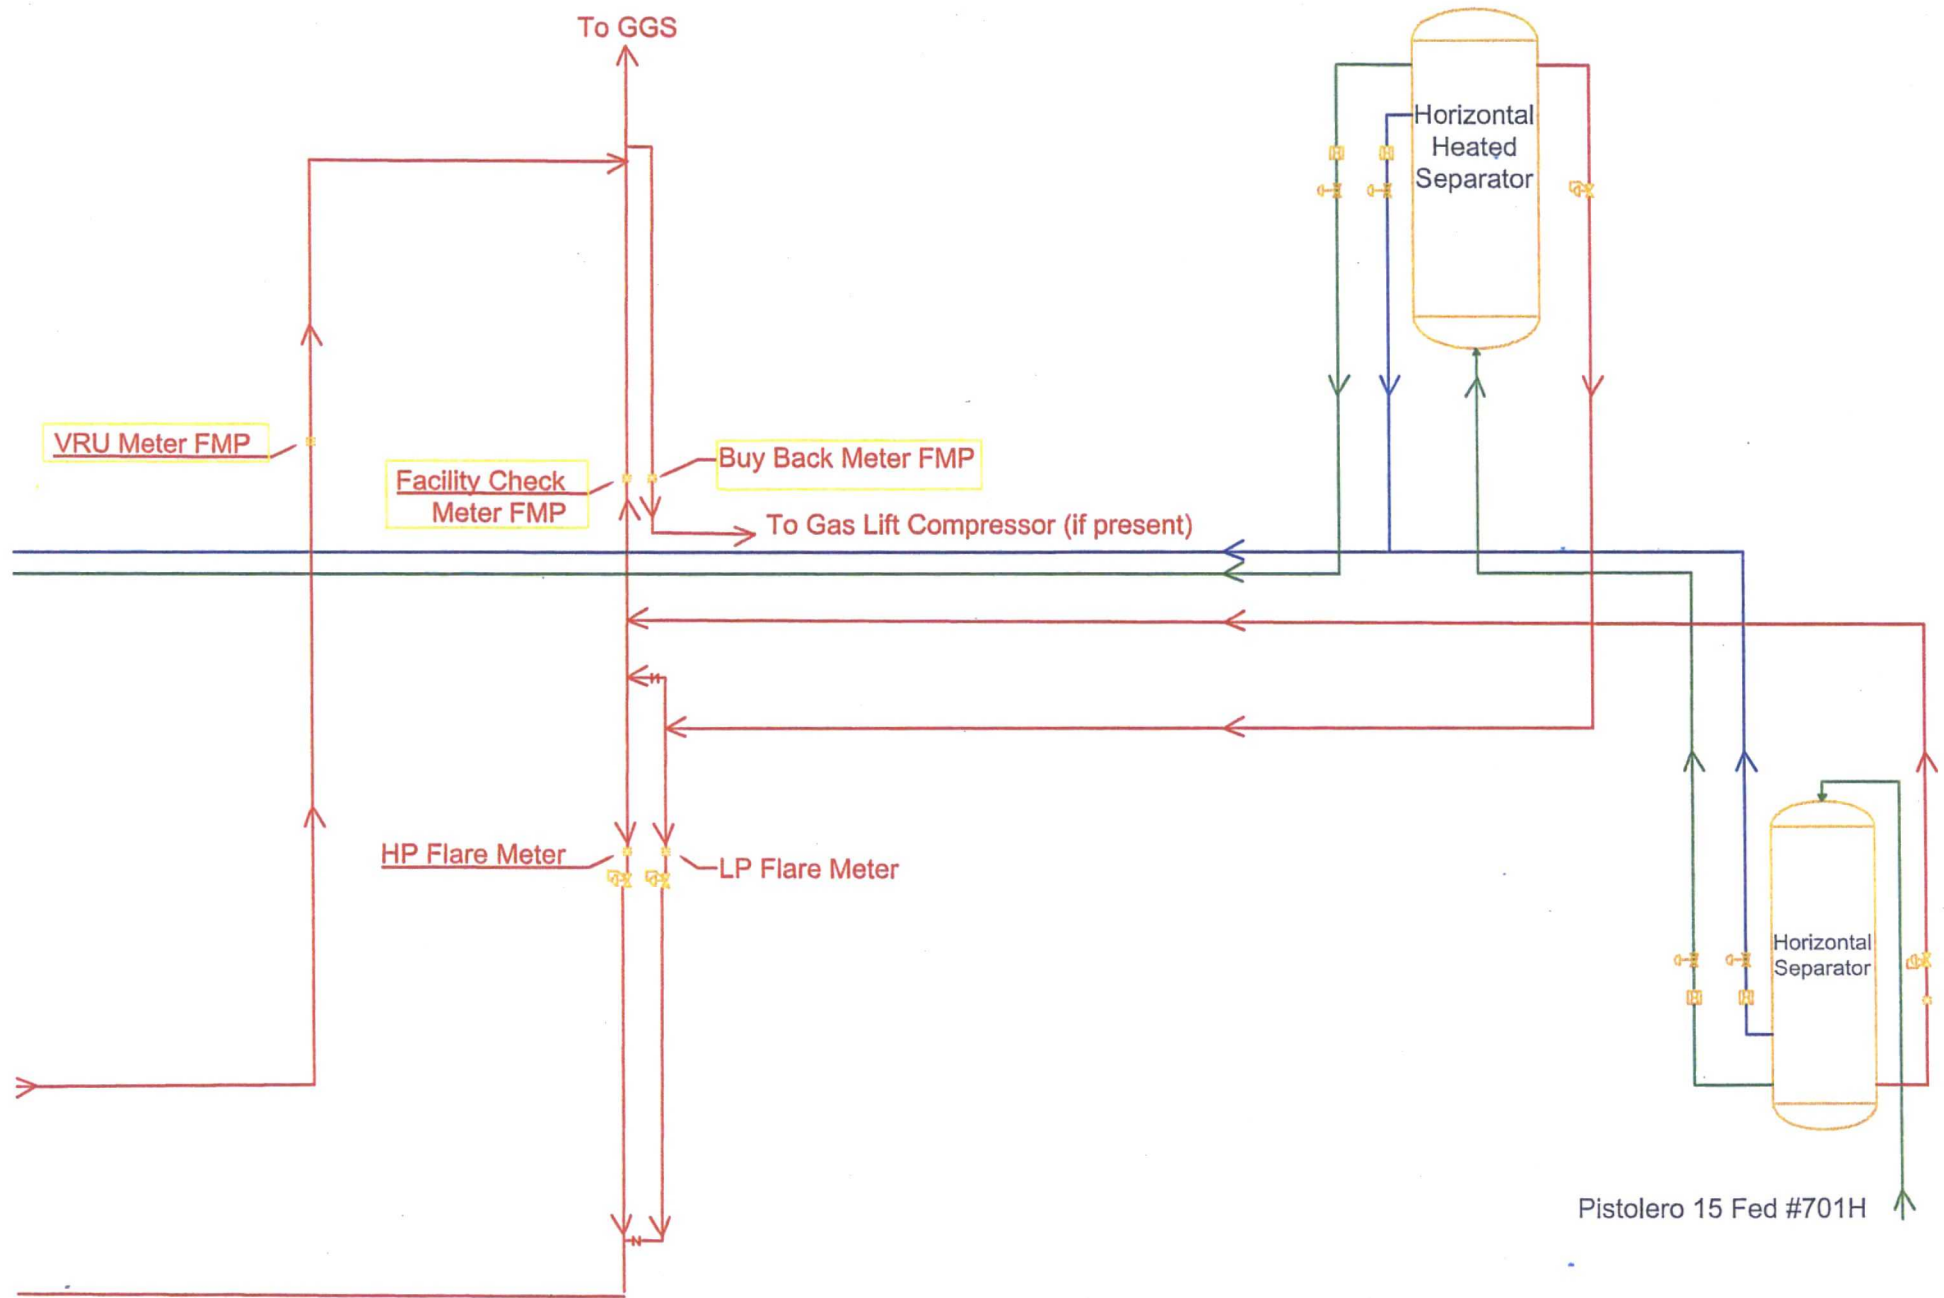 To GGS
Horizontal
Heated
Separator
VRU Meter FMP
Facility Check
Meter FMP
Buy Back Meter FMP
To Gas Lift Compressor (if present)
HP Flare Meter
LP Flare Meter
Horizontal
Separator
Pistolero 15 Fed #701H